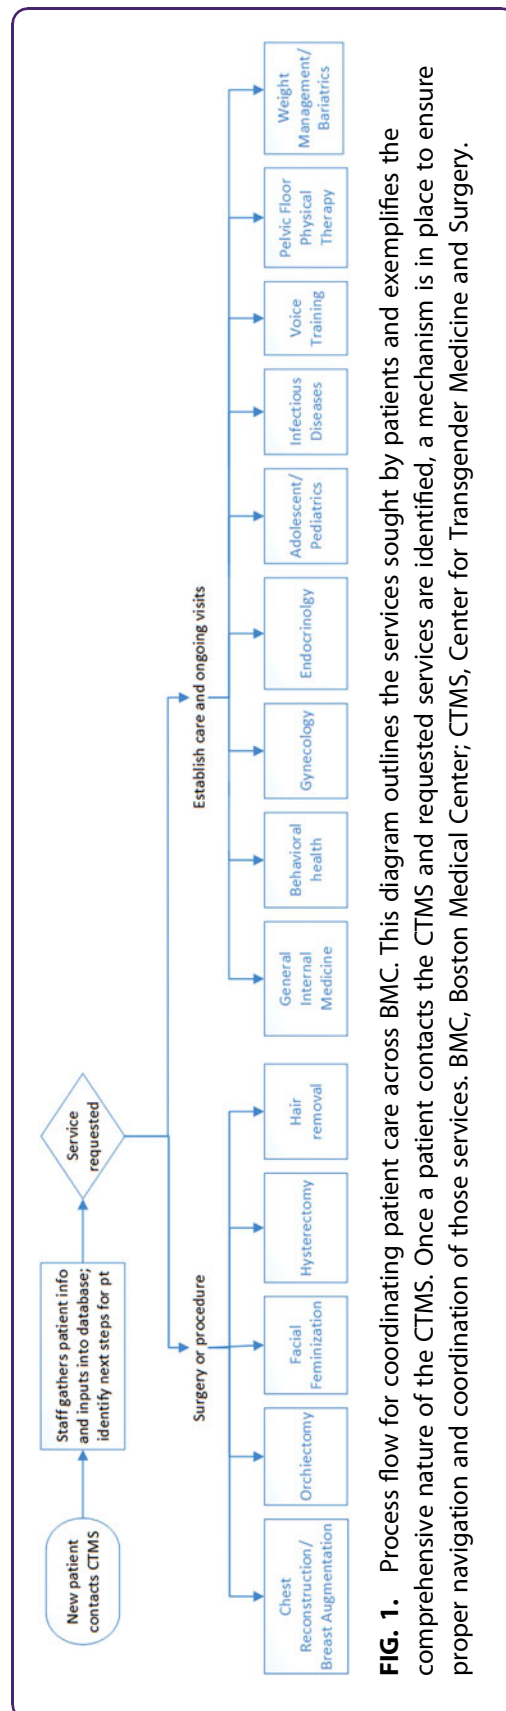 New patient
contacts CTMS
Staff gathers patient info
and inputs into database;
identify next steps for pt
Service
requested
Surgery or procedure
Establish care and ongoing visits
Chest
Reconstruction/
Breast Augmentation
Orchiectomy
Facial
Feminization
Hysterectomy
Hair
removal
General
Internal
Medicine
Behavioral
health
Gynecology
Endocrinolgy
Adolescent/
Pediatrics
Infectious
Diseases
Voice
Training
Pelvic Floor
Physical
Therapy
Weight
Management/
Bariatrics
FIG. 1. Process flow for coordinating patient care across BMC. This diagram outlines the services sought by patients and exemplifies the
comprehensive nature of the CTMS. Once a patient contacts the CTMS and requested services are identified, a mechanism is in place to ensure
proper navigation and coordination of those services. BMC, Boston Medical Center; CTMS, Center for Transgender Medicine and Surgery.